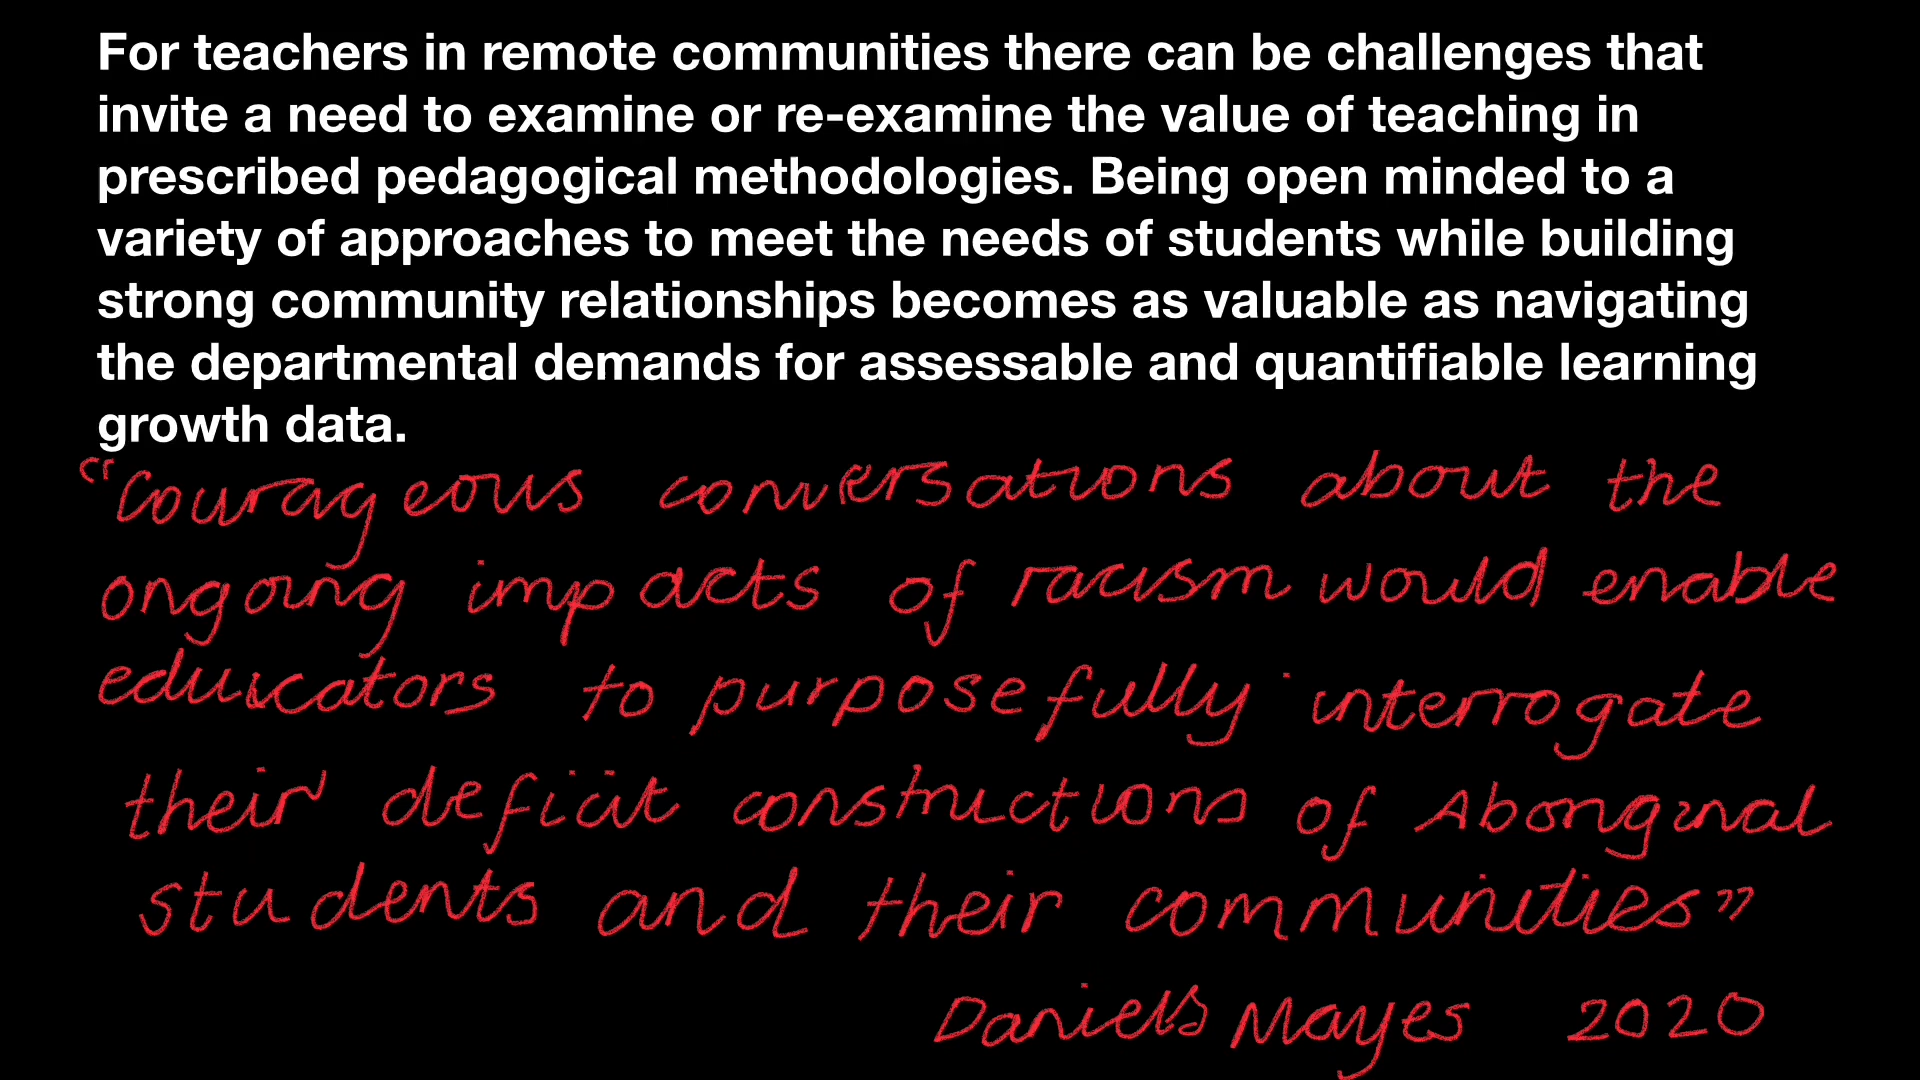 For teachers in remote communities there can be challenges that
invite a need to examine or re-examine the value of teaching in
prescribed pedagogical methodologies. Being open minded to a
variety of approaches to meet the needs of students while building
strong community relationships becomes as valuable as navigating
the departmental demands for assessable and quantifiable learning
growth data.
“Courageous conversations about the
ongoing impacts of racism would enable
educators to purposefully interrogate
their deficit constructions of Aboriginal
students and their communities”
Daniels Mayes 2020